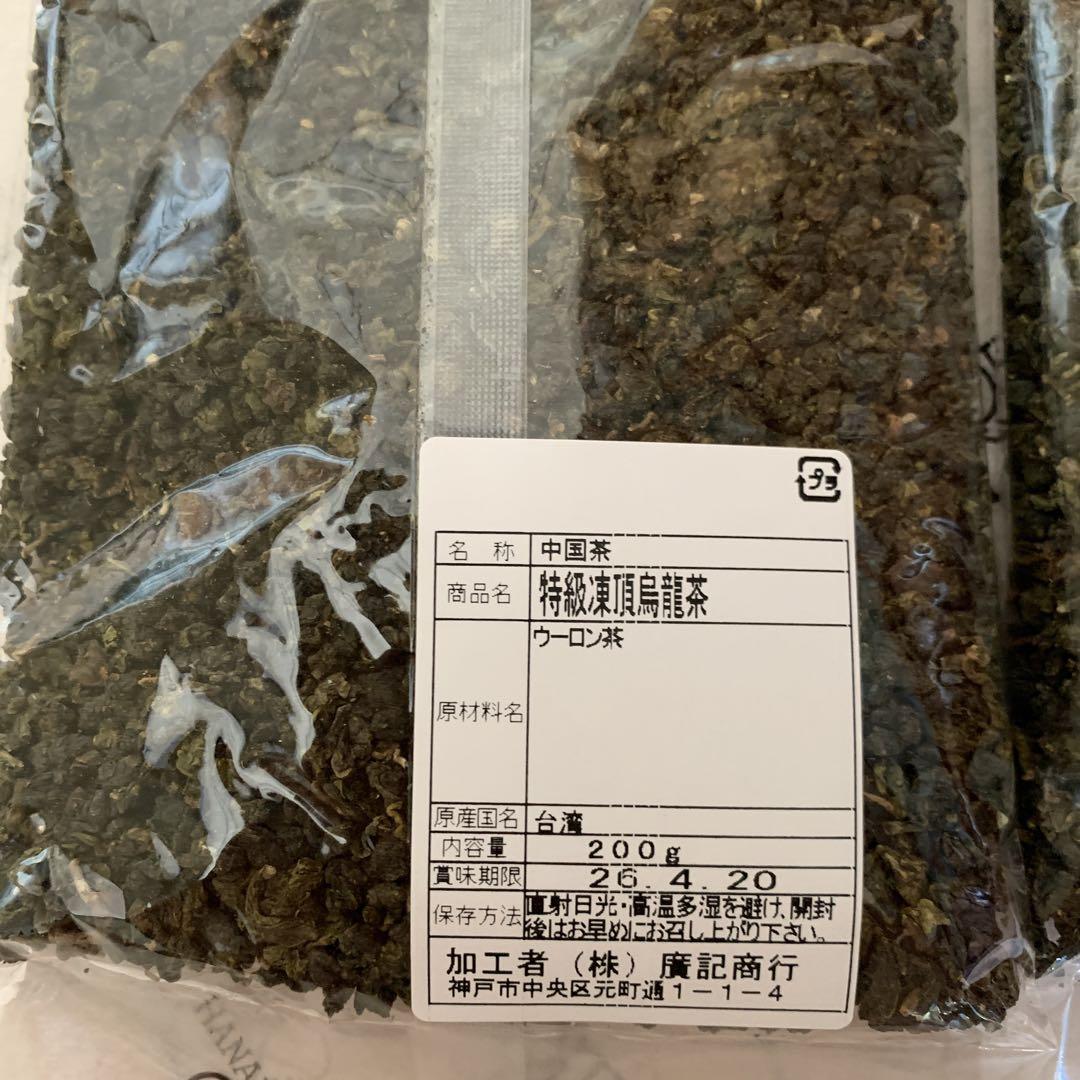 プラ
名 称 中国茶
商品名 特級凍頂烏龍茶
原材料名 ウーロン茶
原産国名 台湾
内容量 200g
賞味期限 26.4.20
保存方法 直射日光・高温多湿を避け、開封
後はお早めにお召し上がり下さい。
加工者 (株) 廣記商行
神戸市中央区元町通1-1-4
HANA